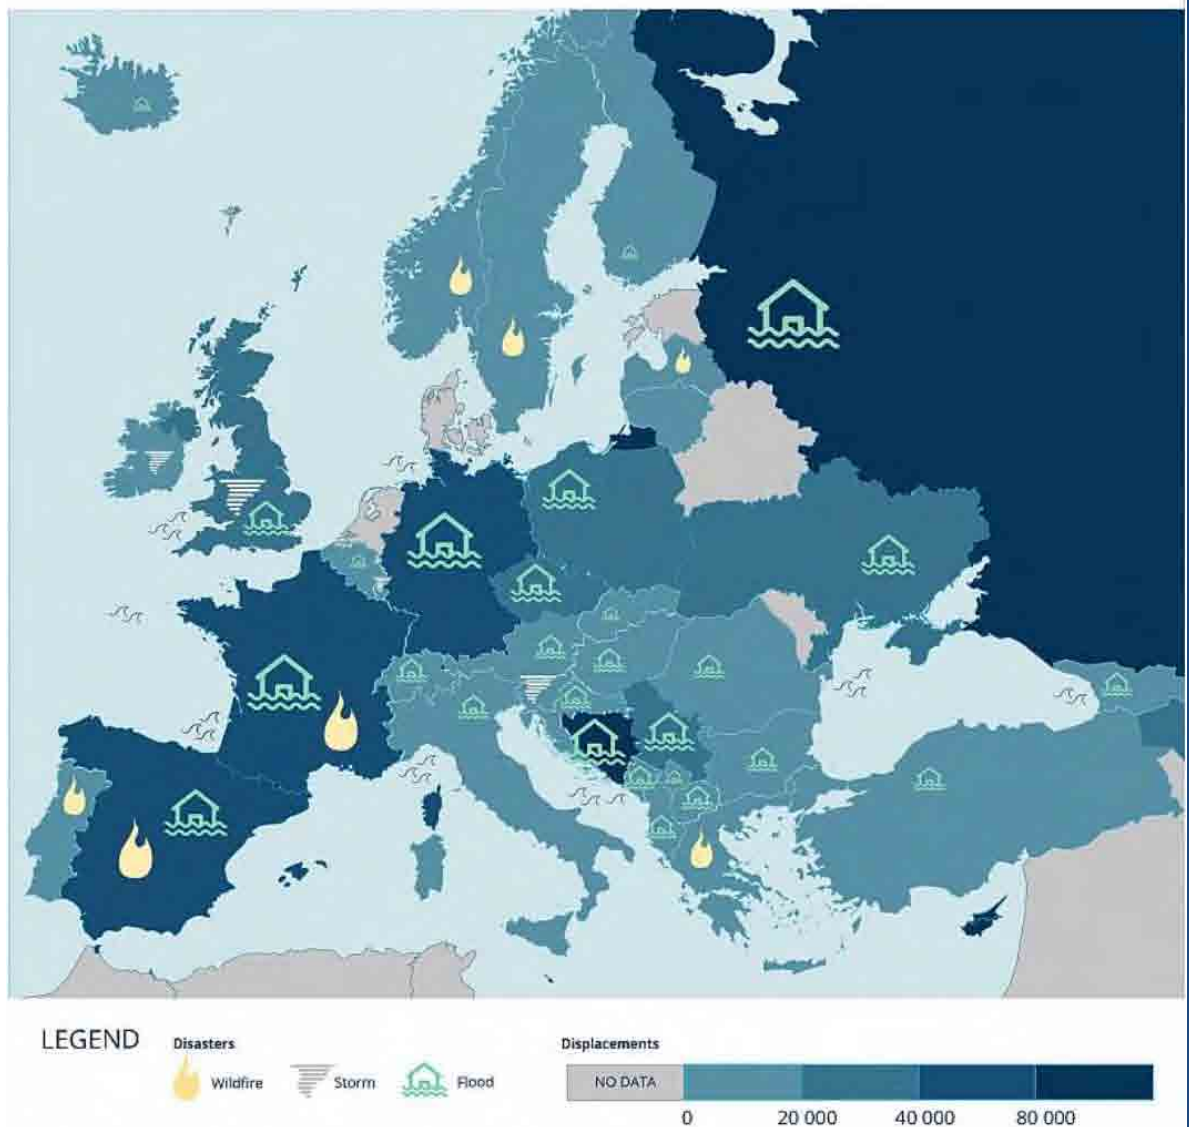 LEGEND
Disasters
Wildfire
Storm
Flood
Displacements
NO DATA
0
20 000
40 000
80 000